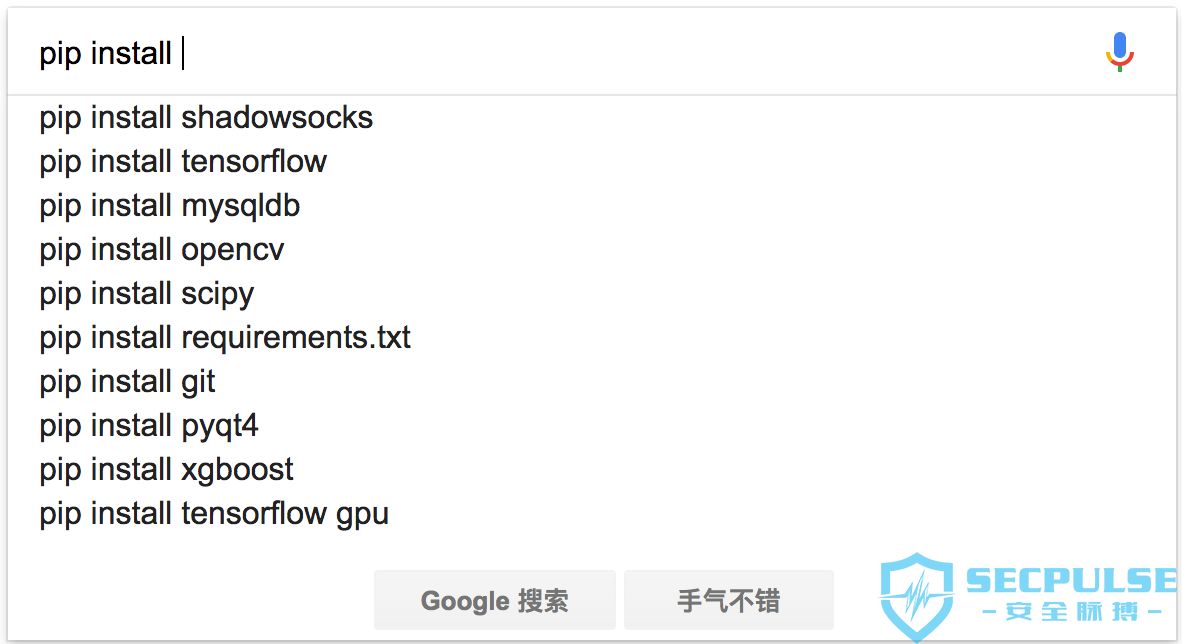 pip install
pip install shadowsocks
pip install tensorflow
pip install mysqldb
pip install opencv
pip install scipy
pip install requirements.txt
pip install git
pip install pyqt4
pip install xgboost
pip install tensorflow gpu
Google 搜索 手气不错
SECPULSE
-安全脉搏-